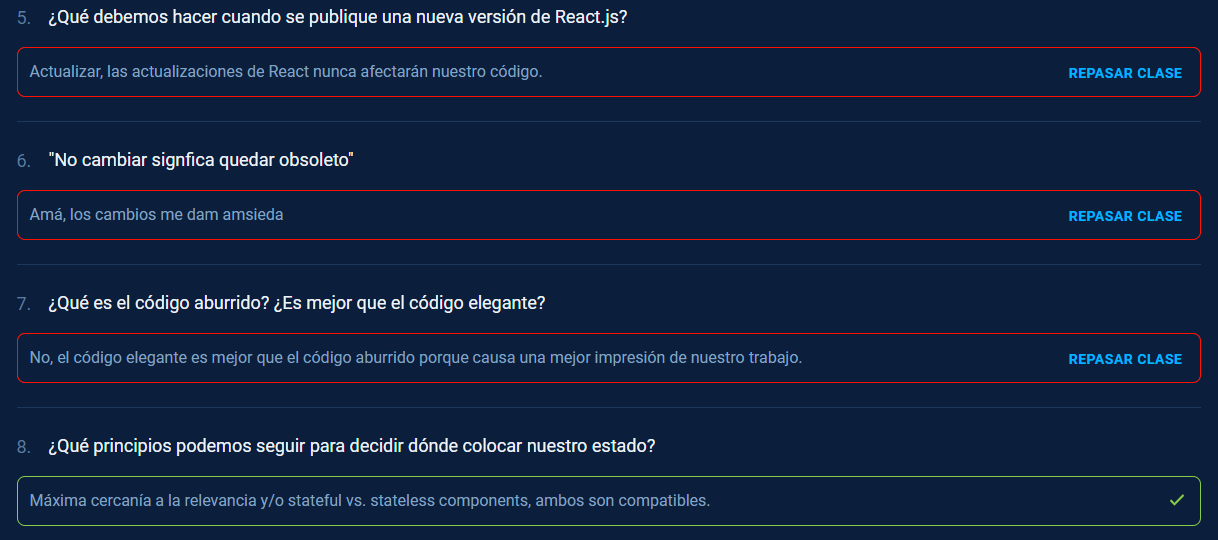 5. ¿Qué debemos hacer cuando se publique una nueva versión de React.js?
Actualizar, las actualizaciones de React nunca afectarán nuestro código. REPASAR CLASE
6. "No cambiar signfica quedar obsoleto"
Amá, los cambios me dam amsieda REPASAR CLASE
7. ¿Qué es el código aburrido? ¿Es mejor que el código elegante?
No, el código elegante es mejor que el código aburrido porque causa una mejor impresión de nuestro trabajo. REPASAR CLASE
8. ¿Qué principios podemos seguir para decidir dónde colocar nuestro estado?
Máxima cercanía a la relevancia y/o stateful vs. stateless components, ambos son compatibles.